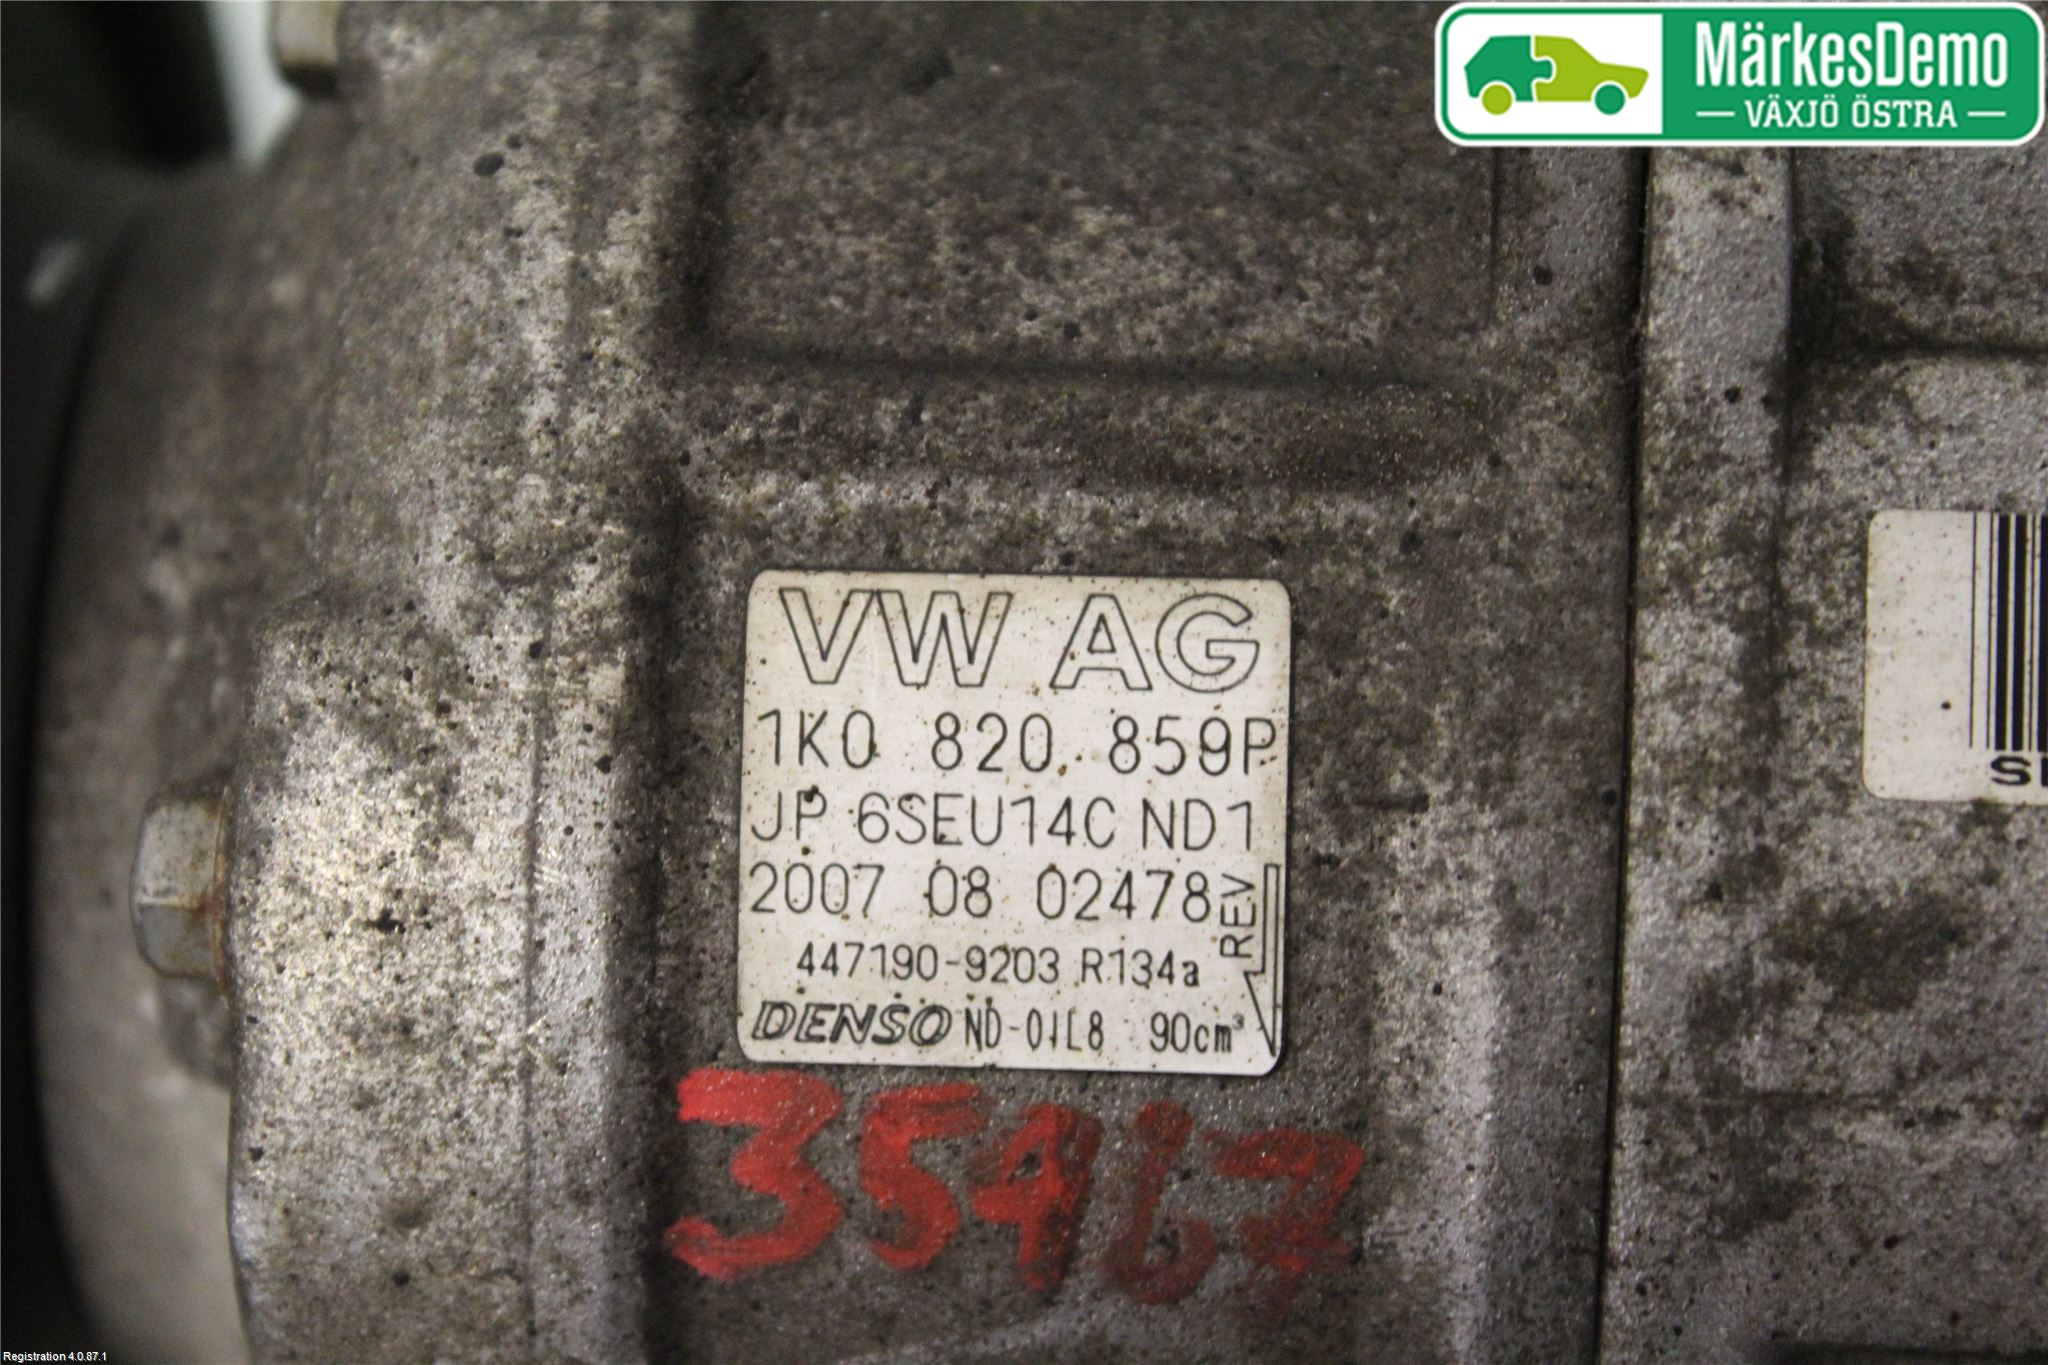 MärkesDemo
VÄXJÖ ÖSTRA
VW AG
1K0 820 859P
JP 6SEU14C ND1
2007 08 02478
REV
447190-9203 R134a
DENSO ND-OIL8 90cm³
35467
Registration 4.0.87.1